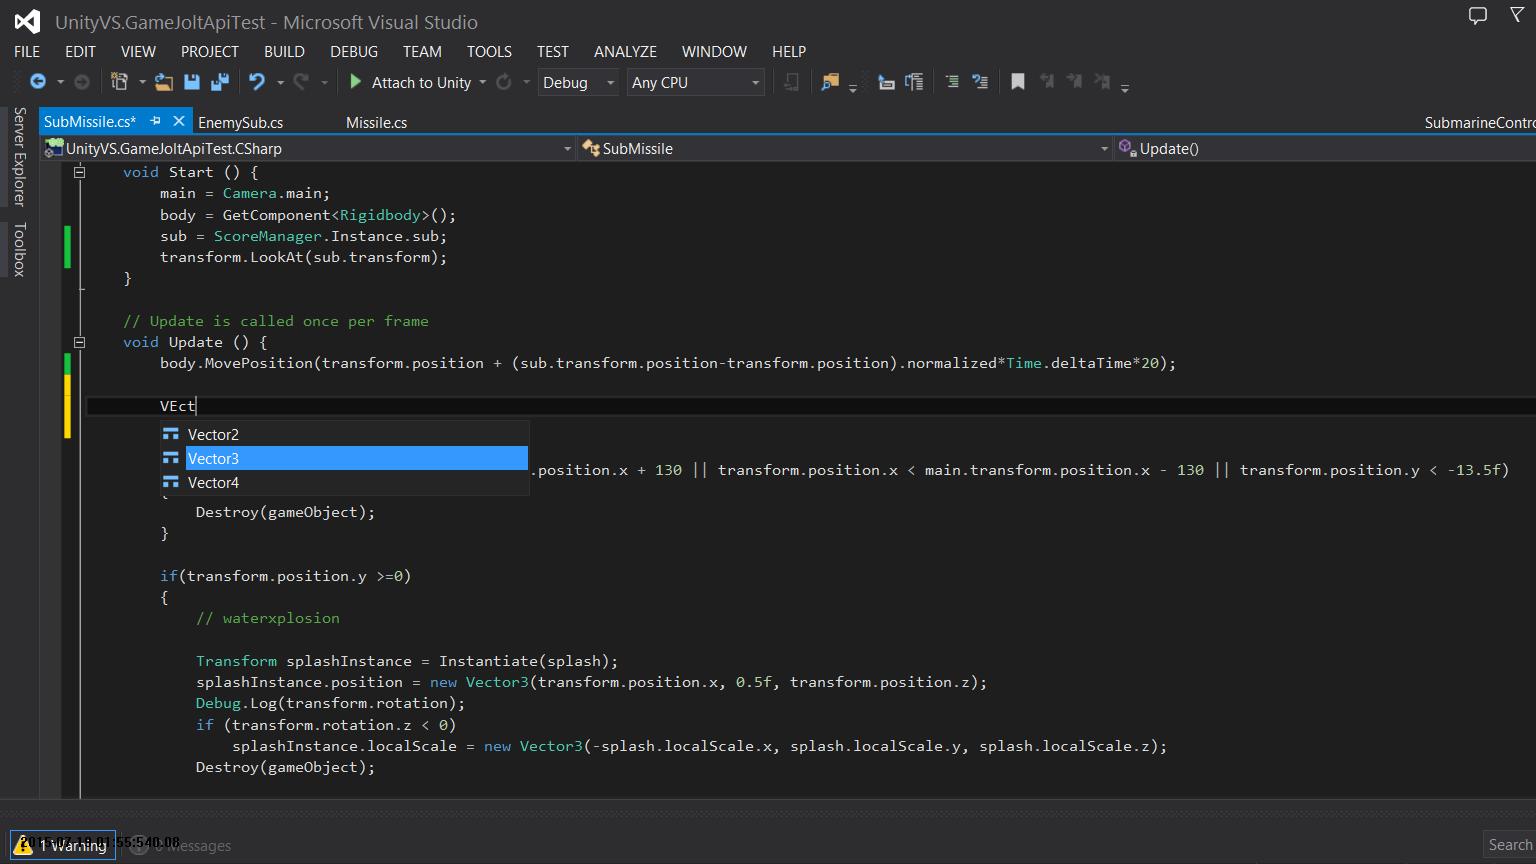 UnityVS.GameJoltApiTest - Microsoft Visual Studio
FILE EDIT VIEW PROJECT BUILD DEBUG TEAM TOOLS TEST ANALYZE WINDOW HELP
Attach to Unity Debug Any CPU
Server Explorer
Toolbox
SubMissile.cs* EnemySub.cs Missile.cs SubmarineContro
UnityVS.GameJoltApiTest.CSharp SubMissile Update()
void Start () {
main = Camera.main;
body = GetComponent<Rigidbody>();
sub = ScoreManager.Instance.sub;
transform.LookAt(sub.transform);
}
// Update is called once per frame
void Update () {
body.MovePosition(transform.position + (sub.transform.position-transform.position).normalized*Time.deltaTime*20);
VEct
Vector2
Vector3
Vector4
.position.x + 130 || transform.position.x < main.transform.position.x - 130 || transform.position.y < -13.5f)
Destroy(gameObject);
}
if(transform.position.y >=0)
{
// waterxplosion
Transform splashInstance = Instantiate(splash);
splashInstance.position = new Vector3(transform.position.x, 0.5f, transform.position.z);
Debug.Log(transform.rotation);
if (transform.rotation.z < 0)
splashInstance.localScale = new Vector3(-splash.localScale.x, splash.localScale.y, splash.localScale.z);
Destroy(gameObject);
1 Warning 0 Messages
Search